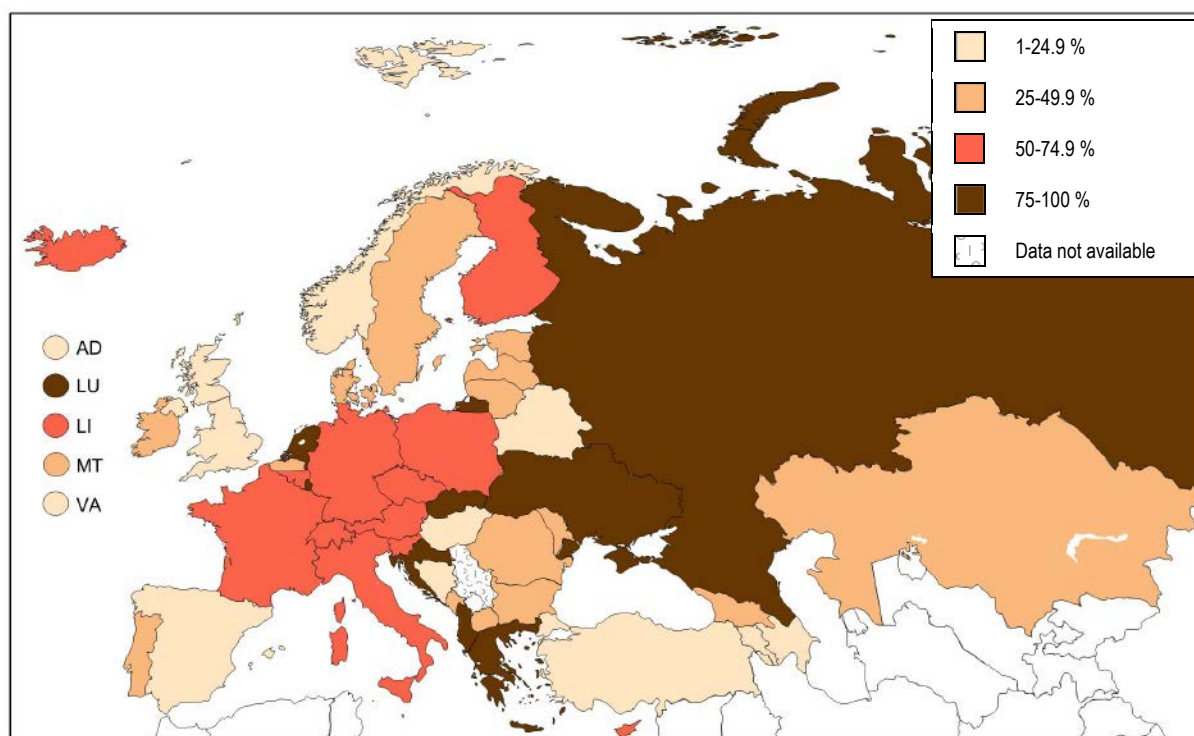 1-24.9 %
25-49.9 %
50-74.9 %
75-100 %
Data not available
AD
LU
LI
MT
VA